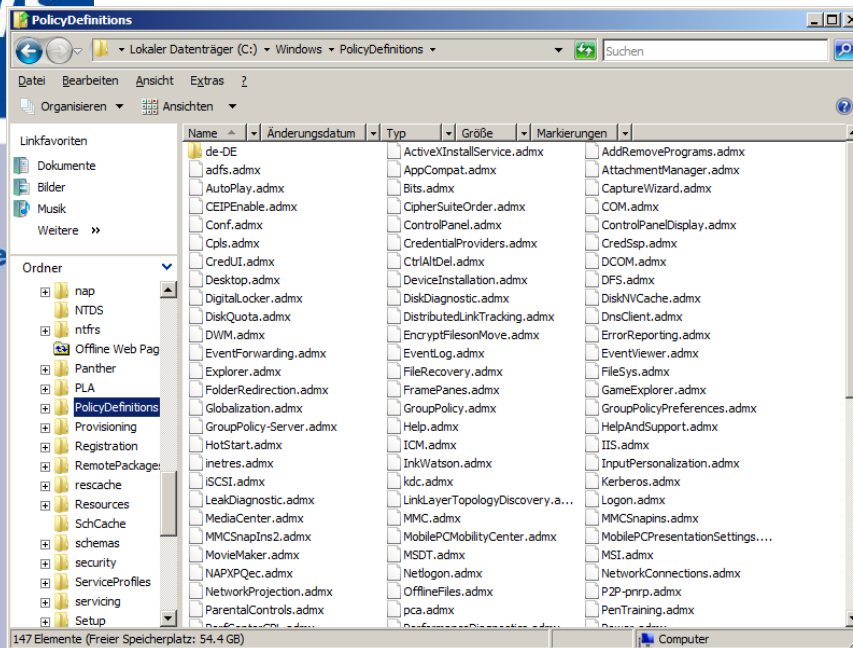 PolicyDefinitions
Lokaler Datenträger (C:) Windows PolicyDefinitions
Suchen
Datei Bearbeiten Ansicht Extras ?
Organisieren Ansichten
Linkfavoriten
Dokumente
Bilder
Musik
Weitere »
Ordner
nap
NTDS
ntfrs
Offline Web Pag
Panther
PLA
PolicyDefinitions
Provisioning
Registration
RemotePackages
rescache
Resources
SchCache
schemas
security
ServiceProfiles
servicing
Setup
Name Änderungsdatum Typ Größe Markierungen
de-DE ActiveXInstallService.admx AddRemovePrograms.admx
adfs.admx AppCompat.admx AttachmentManager.admx
AutoPlay.admx Bits.admx CaptureWizard.admx
CEIPEnable.admx CipherSuiteOrder.admx COM.admx
Conf.admx ControlPanel.admx ControlPanelDisplay.admx
Cpls.admx CredentialProviders.admx CredSsp.admx
CredUI.admx CtrlAltDel.admx DCOM.admx
Desktop.admx DeviceInstallation.admx DFS.admx
DigitalLocker.admx DiskDiagnostic.admx DiskNVCache.admx
DiskQuota.admx DistributedLinkTracking.admx DnsClient.admx
DWM.admx EncryptFilesonMove.admx ErrorReporting.admx
EventForwarding.admx EventLog.admx EventViewer.admx
Explorer.admx FileRecovery.admx FileSys.admx
FolderRedirection.admx FramePanes.admx GameExplorer.admx
Globalization.admx GroupPolicy.admx GroupPolicyPreferences.admx
GroupPolicy-Server.admx Help.admx HelpAndSupport.admx
HotStart.admx ICM.admx IIS.admx
inetres.admx InkWatson.admx InputPersonalization.admx
iSCSI.admx kdc.admx Kerberos.admx
LeakDiagnostic.admx LinkLayerTopologyDiscovery.a... Logon.admx
MediaCenter.admx MMC.admx MMCSnapins.admx
MMCSnapIns2.admx MobilePCMobilityCenter.admx MobilePCPresentationSettings....
MovieMaker.admx MSDT.admx MSI.admx
NAPXPQec.admx Netlogon.admx NetworkConnections.admx
NetworkProjection.admx OfflineFiles.admx P2P-pnrp.admx
ParentalControls.admx pca.admx PenTraining.admx
147 Elemente (Freier Speicherplatz: 54.4 GB) Computer